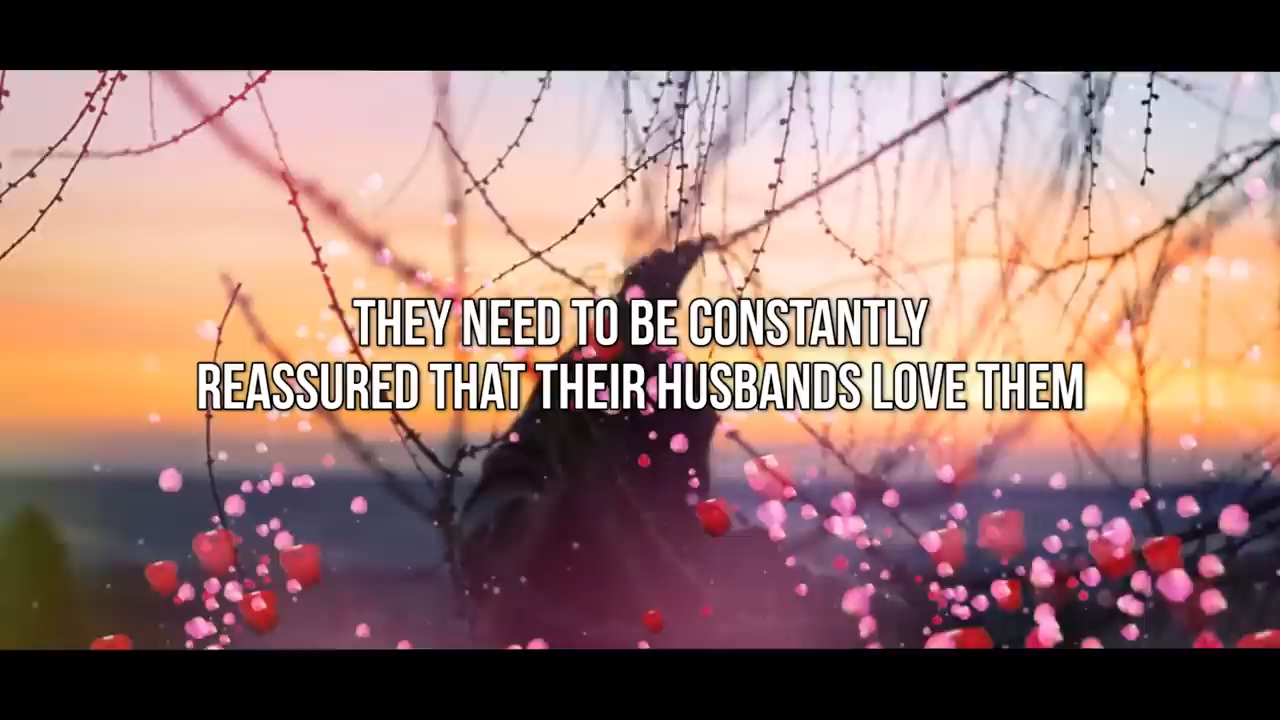 THEY NEED TO BE CONSTANTLY
REASSURED THAT THEIR HUSBANDS LOVE THEM